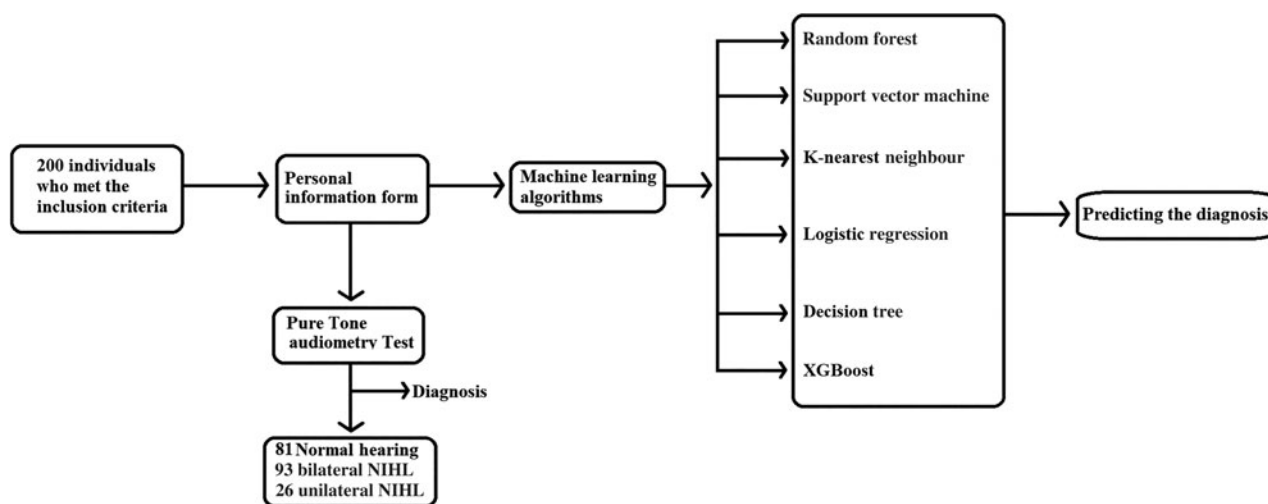 200 individuals
who met the
inclusion criteria
Personal
information form
Pure Tone
audiometry Test
Diagnosis
81 Normal hearing
93 bilateral NIHL
26 unilateral NIHL
Machine learning
algorithms
Random forest
Support vector machine
K-nearest neighbour
Logistic regression
Decision tree
XGBoost
Predicting the diagnosis